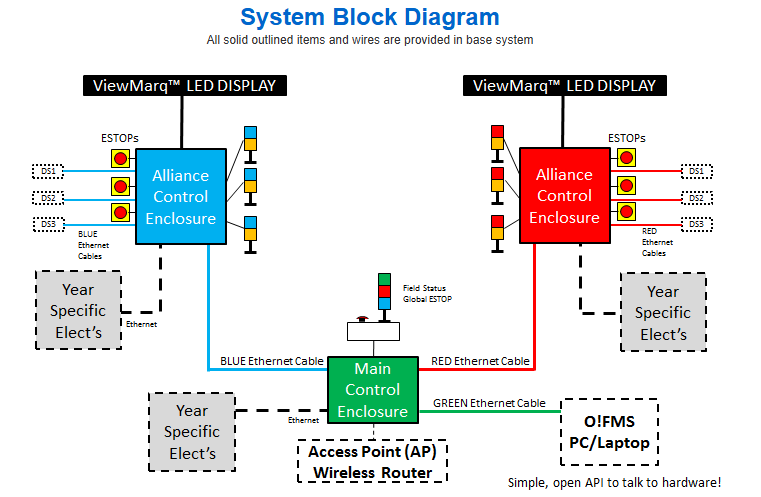 System Block Diagram
All solid outlined items and wires are provided in base system
ViewMarq™ LED DISPLAY
ViewMarq™ LED DISPLAY
ESTOPs
ESTOPs
Alliance
Control
Enclosure
Alliance
Control
Enclosure
DS1
DS2
DS3
DS1
DS2
DS3
BLUE
Ethernet
Cables
RED
Ethernet
Cables
Year
Specific
Elect's
Ethernet
Year
Specific
Elect's
Field Status
Global ESTOP
BLUE Ethernet Cable
RED Ethernet Cable
Main
Control
Enclosure
GREEN Ethernet Cable
Year
Specific
Elect's
Ethernet
O!FMS
PC/Laptop
Access Point (AP)
Wireless Router
Simple, open API to talk to hardware!